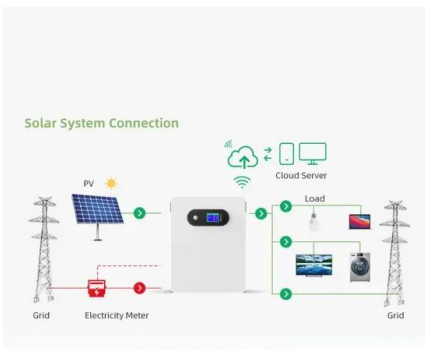 Solar System Connection
PV
Cloud Server
Load
Grid
Electricity Meter
Grid